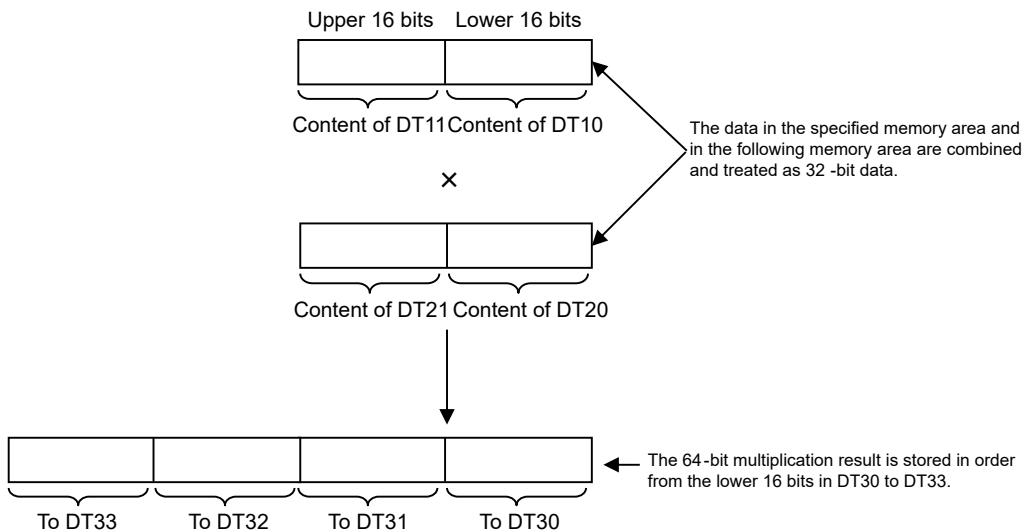 Upper 16 bits Lower 16 bits
Content of DT11 Content of DT10
The data in the specified memory area and
in the following memory area are combined
and treated as 32 -bit data.
×
Content of DT21 Content of DT20
The 64-bit multiplication result is stored in order
from the lower 16 bits in DT30 to DT33.
To DT33 To DT32 To DT31 To DT30